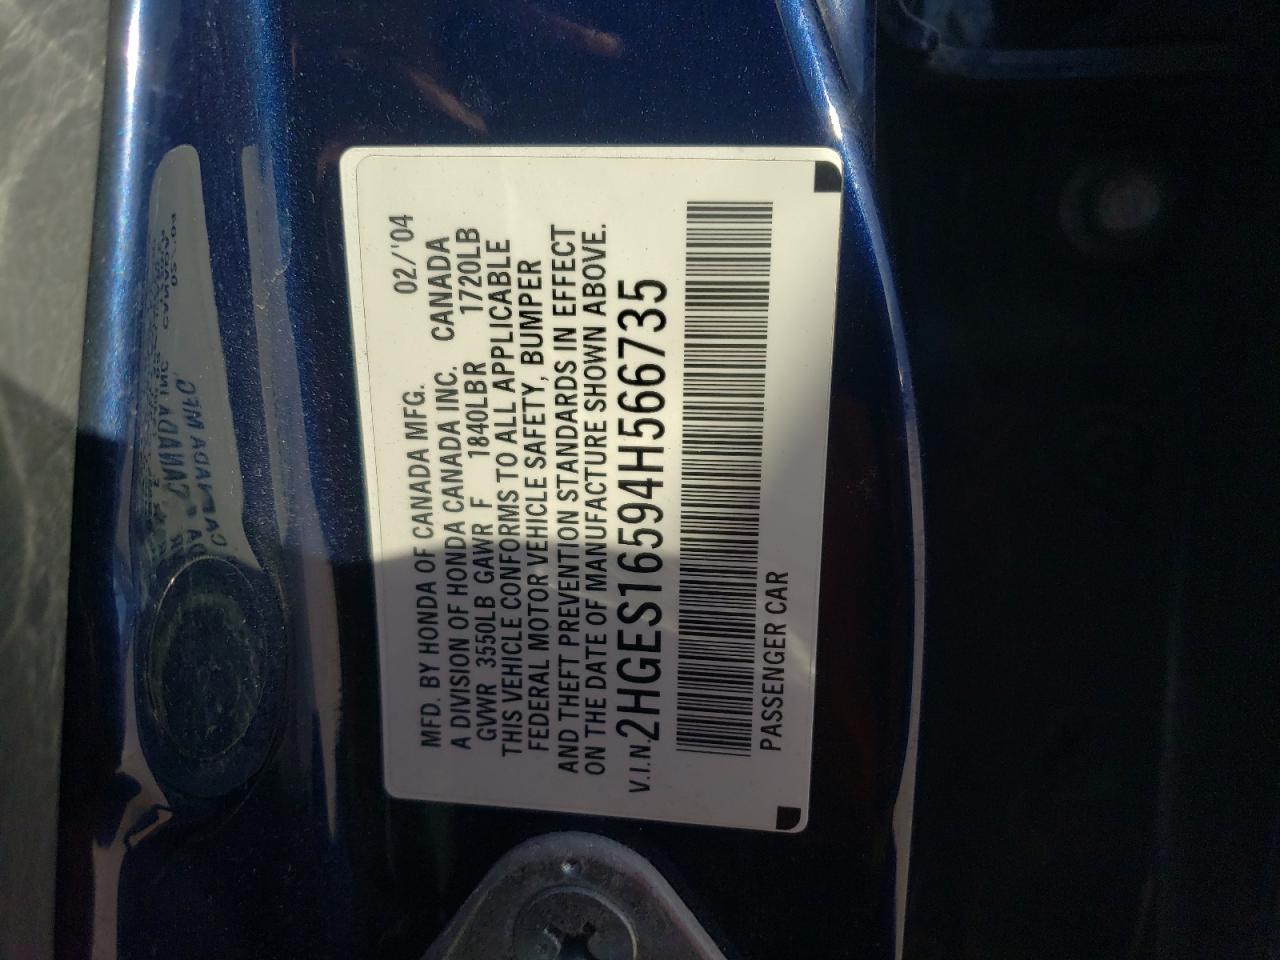 MFD. BY HONDA OF CANADA MFG. 02/'04
A DIVISION OF HONDA CANADA INC. CANADA
GVWR 3550LB GAWR F 1840LBR 1720LB
THIS VEHICLE CONFORMS TO ALL APPLICABLE
FEDERAL MOTOR VEHICLE SAFETY, BUMPER
AND THEFT PREVENTION STANDARDS IN EFFECT
ON THE DATE OF MANUFACTURE SHOWN ABOVE.
V.I.N. 2HGES16594H566735
PASSENGER CAR